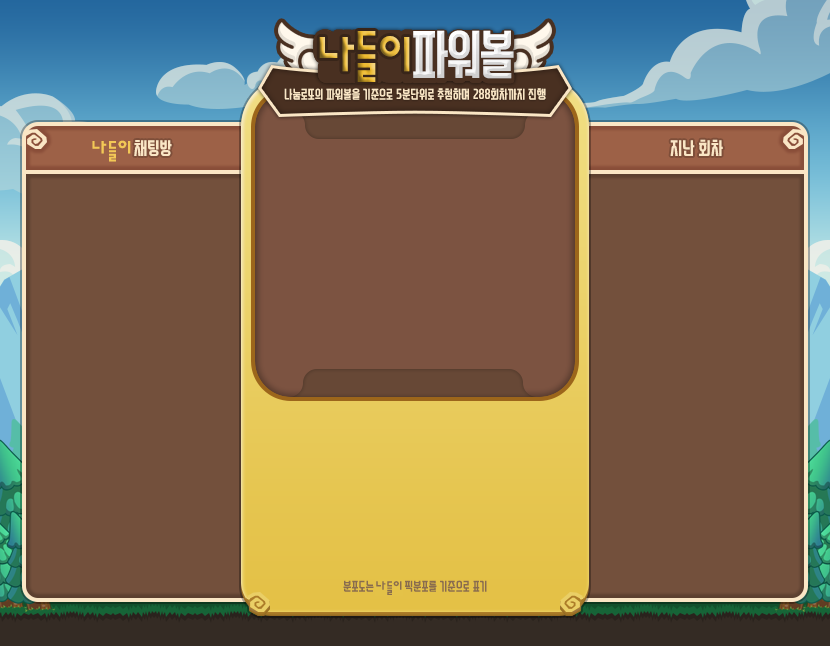 나들이파워볼
나눔로또의 파워볼을 기준으로 5분단위로 추첨하며 288회차까지 진행
나들이 채팅방
지난 회차
분포도는 나들이 픽분포를 기준으로 표기